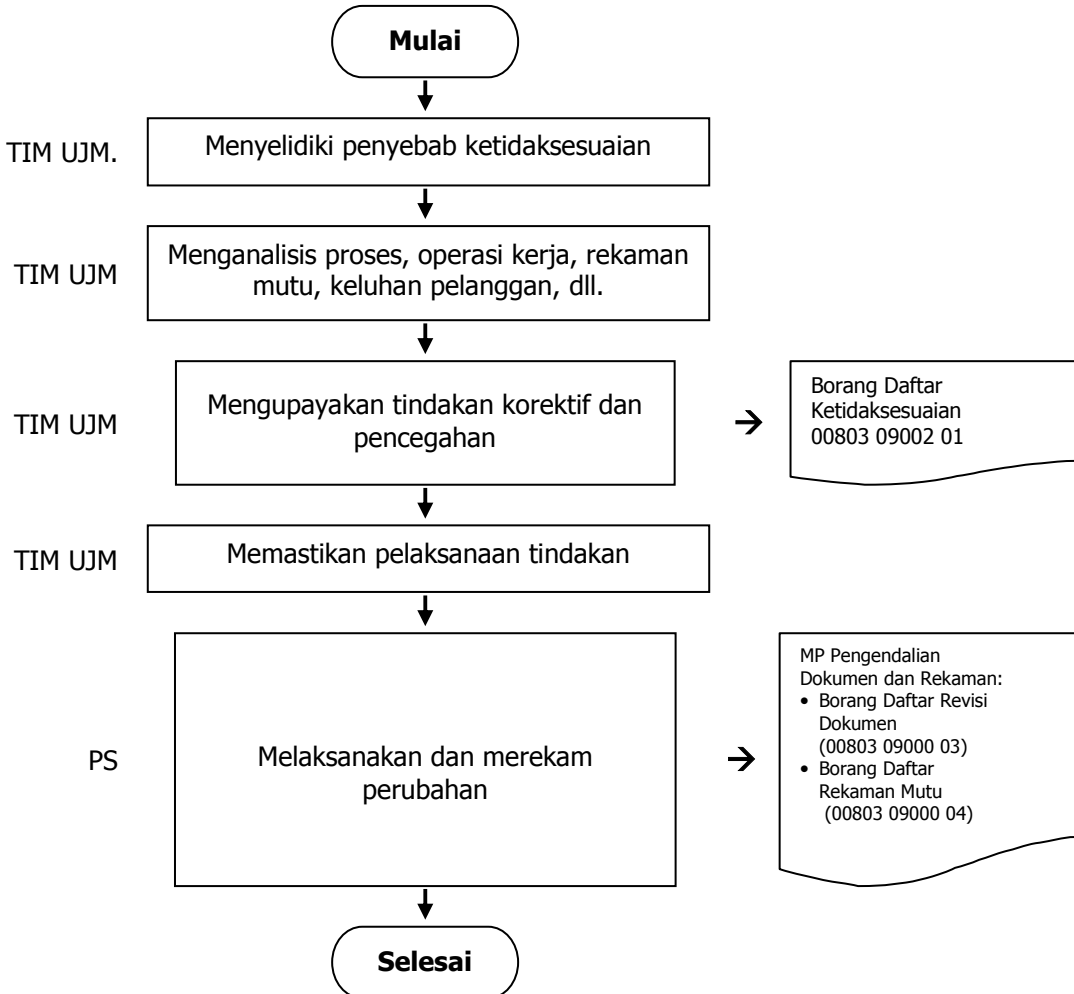 Mulai
TIM UJM.
Menyelidiki penyebab ketidaksesuaian
TIM UJM
Menganalisis proses, operasi kerja, rekaman
mutu, keluhan pelanggan, dll.
TIM UJM
Mengupayakan tindakan korektif dan
pencegahan
Borang Daftar
Ketidaksesuaian
00803 09002 01
TIM UJM
Memastikan pelaksanaan tindakan
PS
Melaksanakan dan merekam
perubahan
MP Pengendalian
Dokumen dan Rekaman:
• Borang Daftar Revisi
Dokumen
(00803 09000 03)
• Borang Daftar
Rekaman Mutu
(00803 09000 04)
Selesai